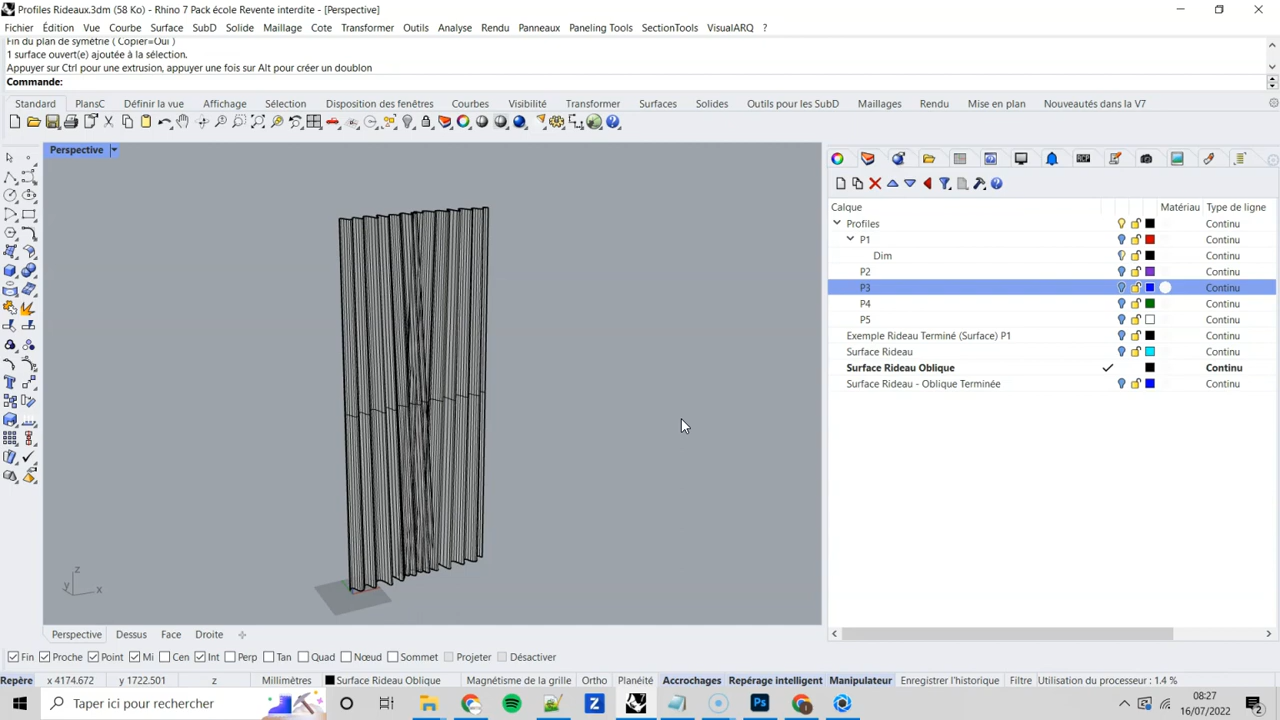 Profiles Rideaux.3dm (58 Ko) - Rhino 7 Pack école Revente interdite - [Perspective]
Fichier Édition Vue Courbe Surface SubD Solide Maillage Cote Transformer Outils Analyse Rendu Panneaux Paneling Tools SectionTools VisualARQ ?
Fin du plan de symétrie ( Copier=Oui )
1 surface ouvert(e) ajoutée à la sélection.
Appuyer sur Ctrl pour une extrusion, appuyer une fois sur Alt pour créer un doublon
Commande:
Standard PlansC Définir la vue Affichage Sélection Disposition des fenêtres Courbes Visibilité Transformer Surfaces Solides Outils pour les SubD Maillages Rendu Mise en plan Nouveautés dans la V7
Perspective
Calque Matériau Type de ligne
Profiles Continu
P1 Continu
Dim Continu
P2 Continu
P3 Continu
P4 Continu
P5 Continu
Exemple Rideau Terminé (Surface) P1 Continu
Surface Rideau Continu
Surface Rideau Oblique Continu
Surface Rideau - Oblique Terminée Continu
z
y
x
Perspective Dessus Face Droite
Fin Proche Point Mi Cen Int Perp Tan Quad Nœud Sommet Projeter Désactiver
Repère x 4174.672 y 1722.501 z Millimètres Surface Rideau Oblique Magnétisme de la grille Ortho Planéité Accrochages Repérage intelligent Manipulateur Enregistrer l'historique Filtre Utilisation du processeur : 1.4 %
Taper ici pour rechercher
08:27
16/07/2022
2